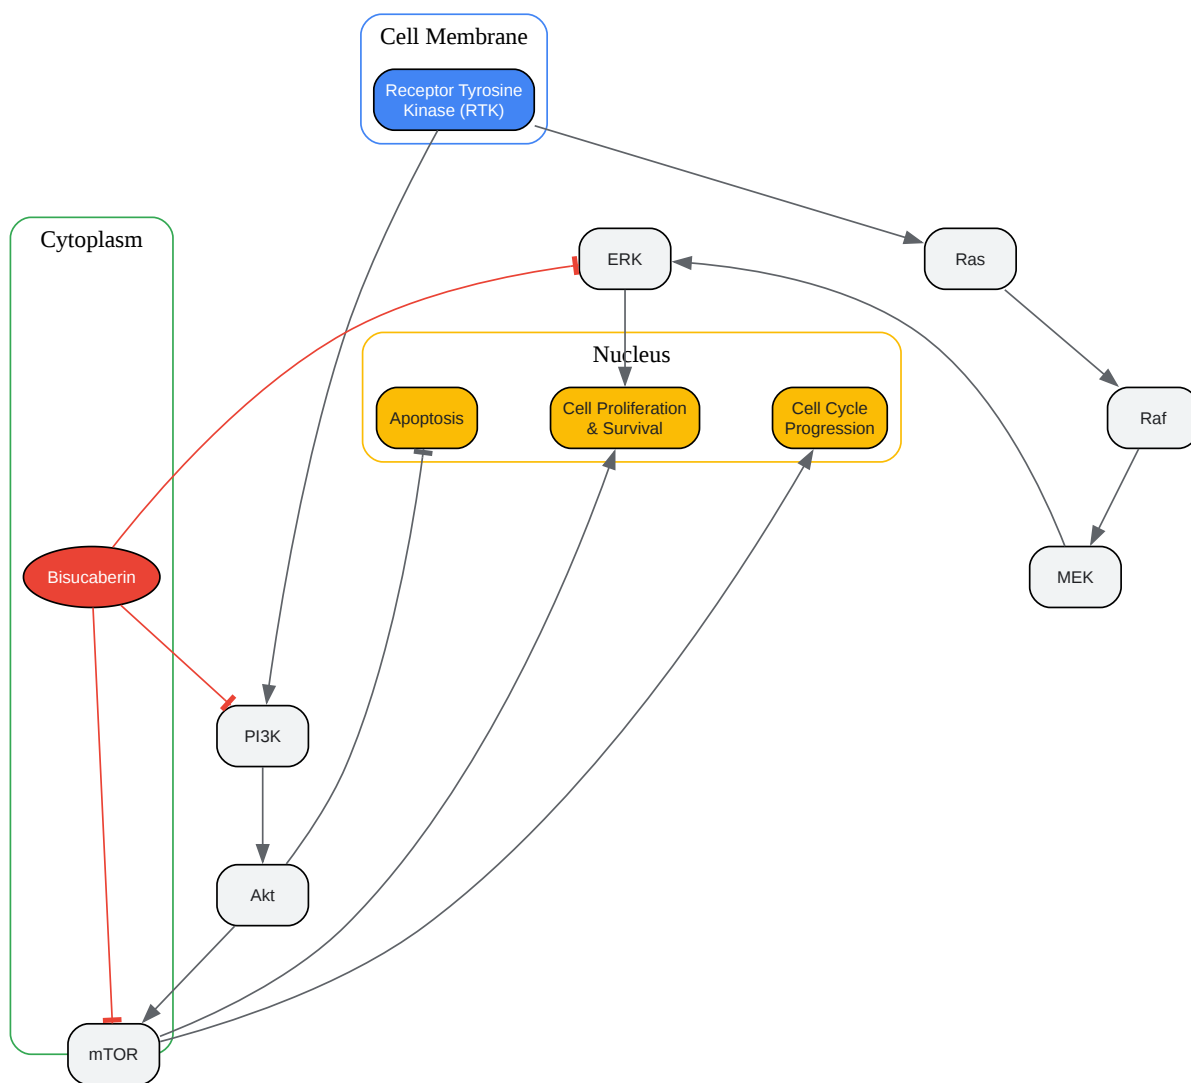 Cell Membrane
Receptor Tyrosine
Kinase (RTK)
Cytoplasm
ERK
Ras
Nucleus
Apoptosis
Cell Proliferation
& Survival
Cell Cycle
Progression
Raf
Bisucaberin
MEK
PI3K
Akt
mTOR